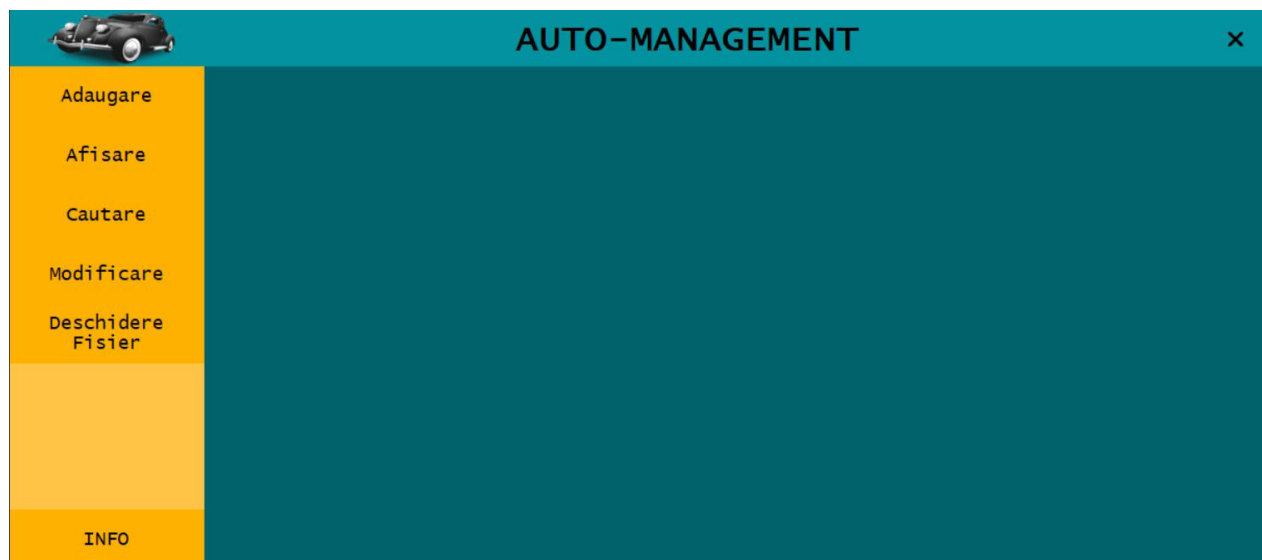 AUTO-MANAGEMENT
×
Adaugare
Afisare
Cautare
Modificare
Deschidere
Fisier
INFO